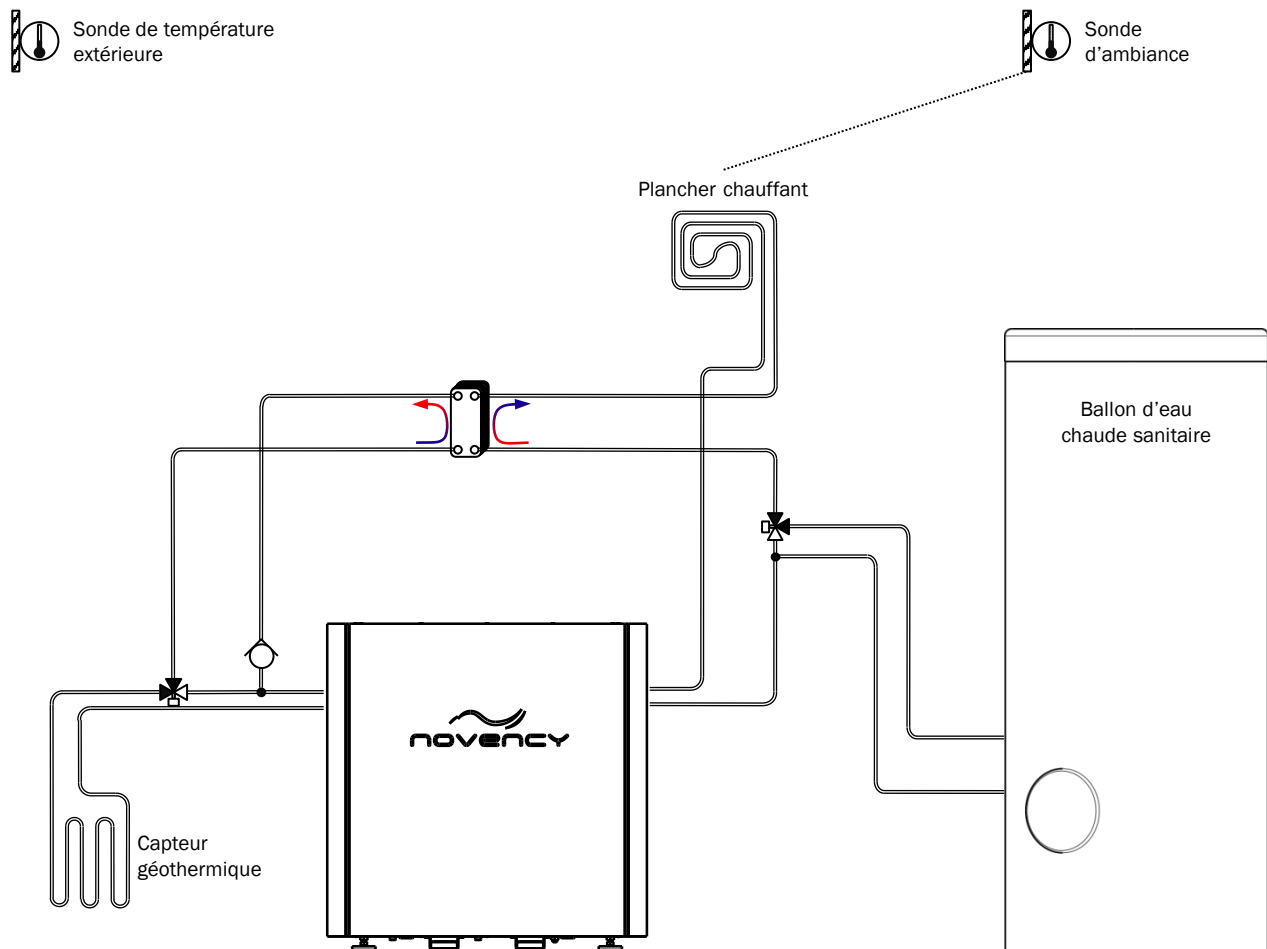 Sonde de température
extérieure
Sonde
d’ambiance
Plancher chauffant
Ballon d’eau
chaude sanitaire
novency
Capteur
géothermique